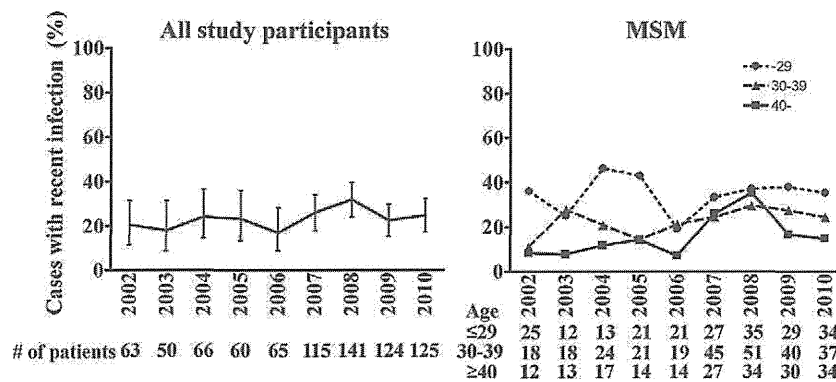 All study participants
Cases with recent infection (%)
100
80
60
40
20
0
2002 2003 2004 2005 2006 2007 2008 2009 2010
# of patients 63 50 66 60 65 115 141 124 125
MSM
-29
30-39
40-
100
80
60
40
20
0
2002 2003 2004 2005 2006 2007 2008 2009 2010
Age
≤29 25 12 13 21 21 27 35 29 34
30-39 18 18 24 21 19 45 51 40 37
≥40 12 13 17 14 14 27 34 30 34